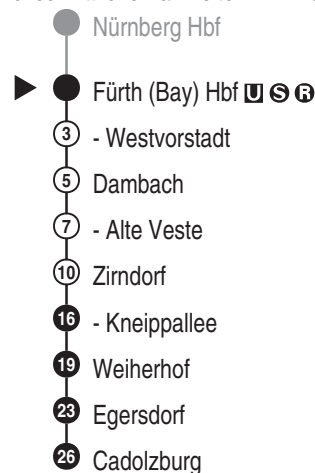 Nürnberg Hbf
Fürth (Bay) Hbf U S R
3 - Westvorstadt
5 Dambach
7 - Alte Veste
10 Zirndorf
16 - Kneippallee
19 Weiherhof
23 Egersdorf
26 Cadolzburg